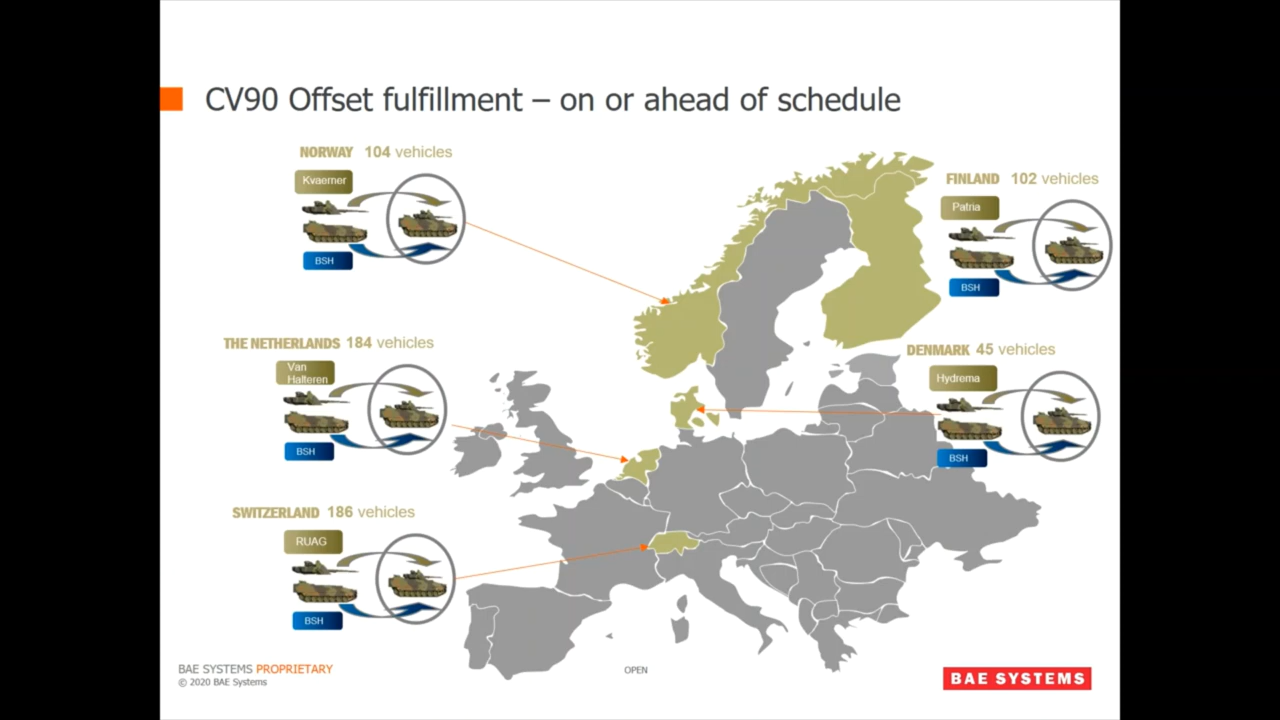 CV90 Offset fulfillment – on or ahead of schedule
NORWAY 104 vehicles
Kvaerner
BSH
FINLAND 102 vehicles
Patria
BSH
THE NETHERLANDS 184 vehicles
Van
Halteren
BSH
DENMARK 45 vehicles
Hydrema
BSH
SWITZERLAND 186 vehicles
RUAG
BSH
BAE SYSTEMS PROPRIETARY
© 2020 BAE Systems
OPEN
BAE SYSTEMS